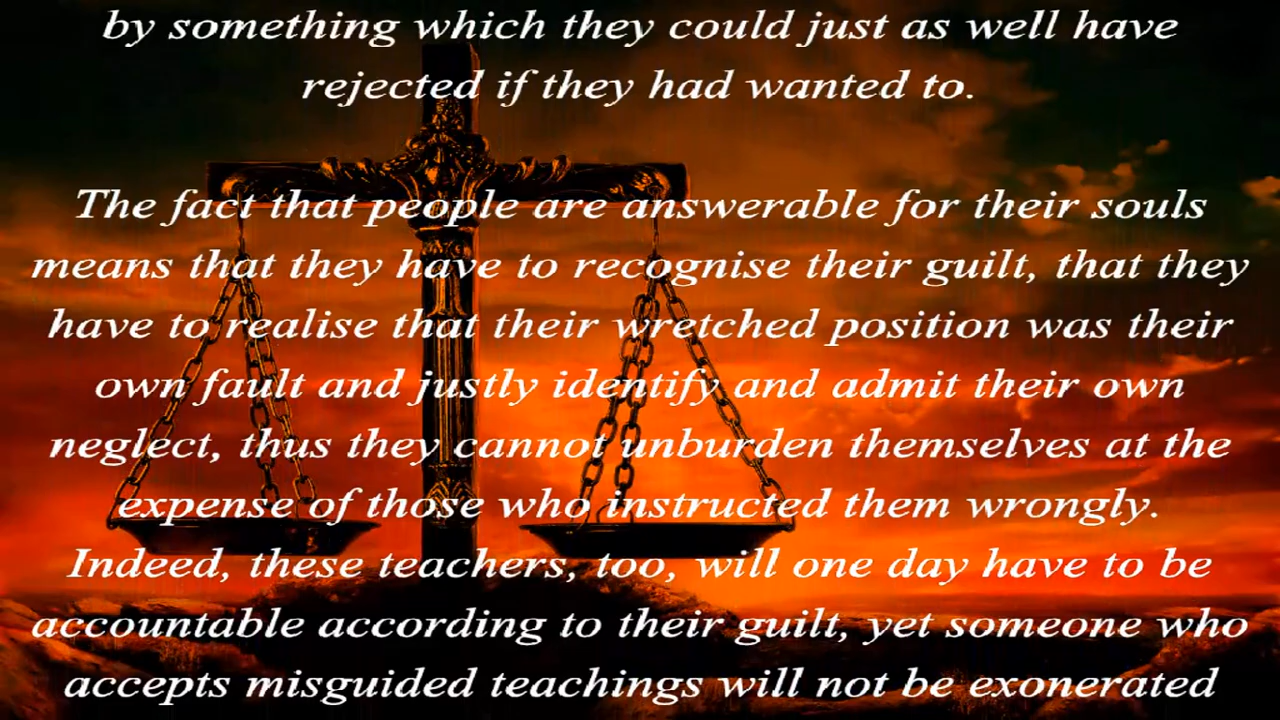 by something which they could just as well have
rejected if they had wanted to.
The fact that people are answerable for their souls
means that they have to recognise their guilt, that they
have to realise that their wretched position was their
own fault and justly identify and admit their own
neglect, thus they cannot unburden themselves at the
expense of those who instructed them wrongly.
Indeed, these teachers, too, will one day have to be
accountable according to their guilt, yet someone who
accepts misguided teachings will not be exonerated